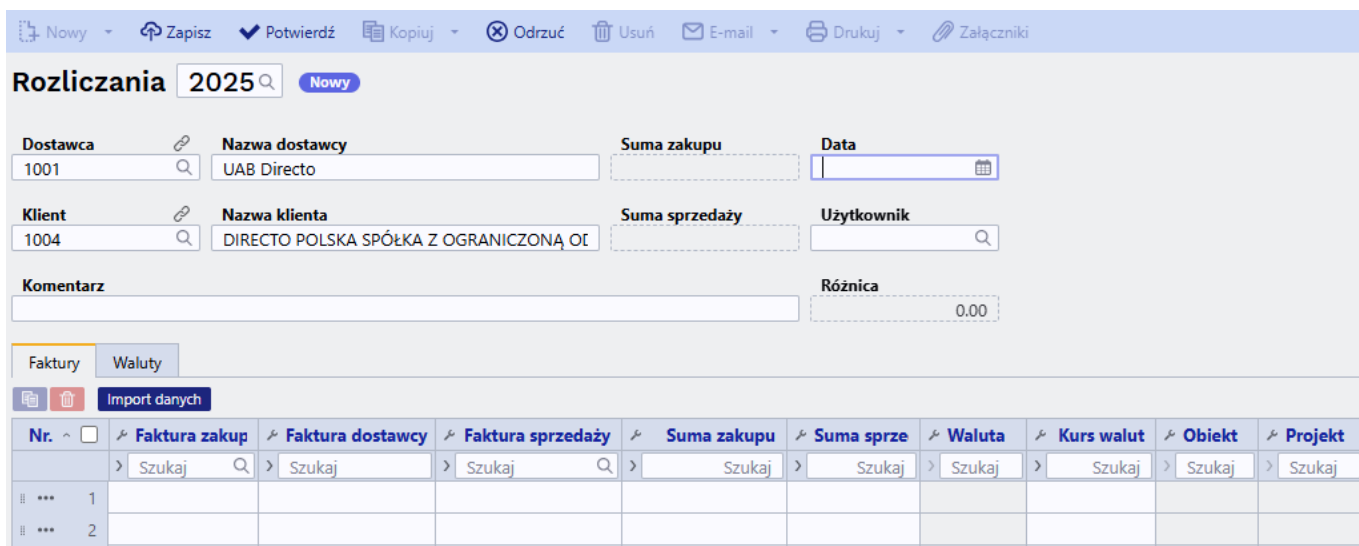 Nowy Zapisz Potwierdź Kopiuj Odrzuć Usuń E-mail Drukuj Załączniki
Rozliczania 2025 Nowy
Dostawca Nazwa dostawcy Suma zakupu Data
1001 UAB Directo
Klient Nazwa klienta Suma sprzedaży Użytkownik
1004 DIRECTO POLSKA SPÓŁKA Z OGRANICZONĄ OD
Komentarz Różnica
0.00
Faktury Waluty
Import danych
Nr. Faktura zakup Faktura dostawcy Faktura sprzedaży Suma zakupu Suma sprze Waluta Kurs walut Obiekt Projekt
Szukaj Szukaj Szukaj Szukaj Szukaj Szukaj Szukaj Szukaj Szukaj
1
2